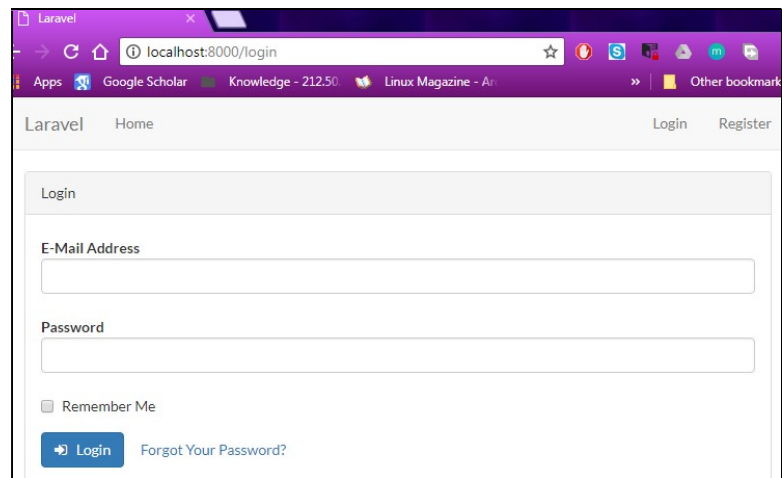 Laravel
localhost:8000/login
Apps Google Scholar Knowledge - 212.50. Linux Magazine - Ar » Other bookmark
Laravel Home Login Register
Login
E-Mail Address
Password
Remember Me
Login Forgot Your Password?